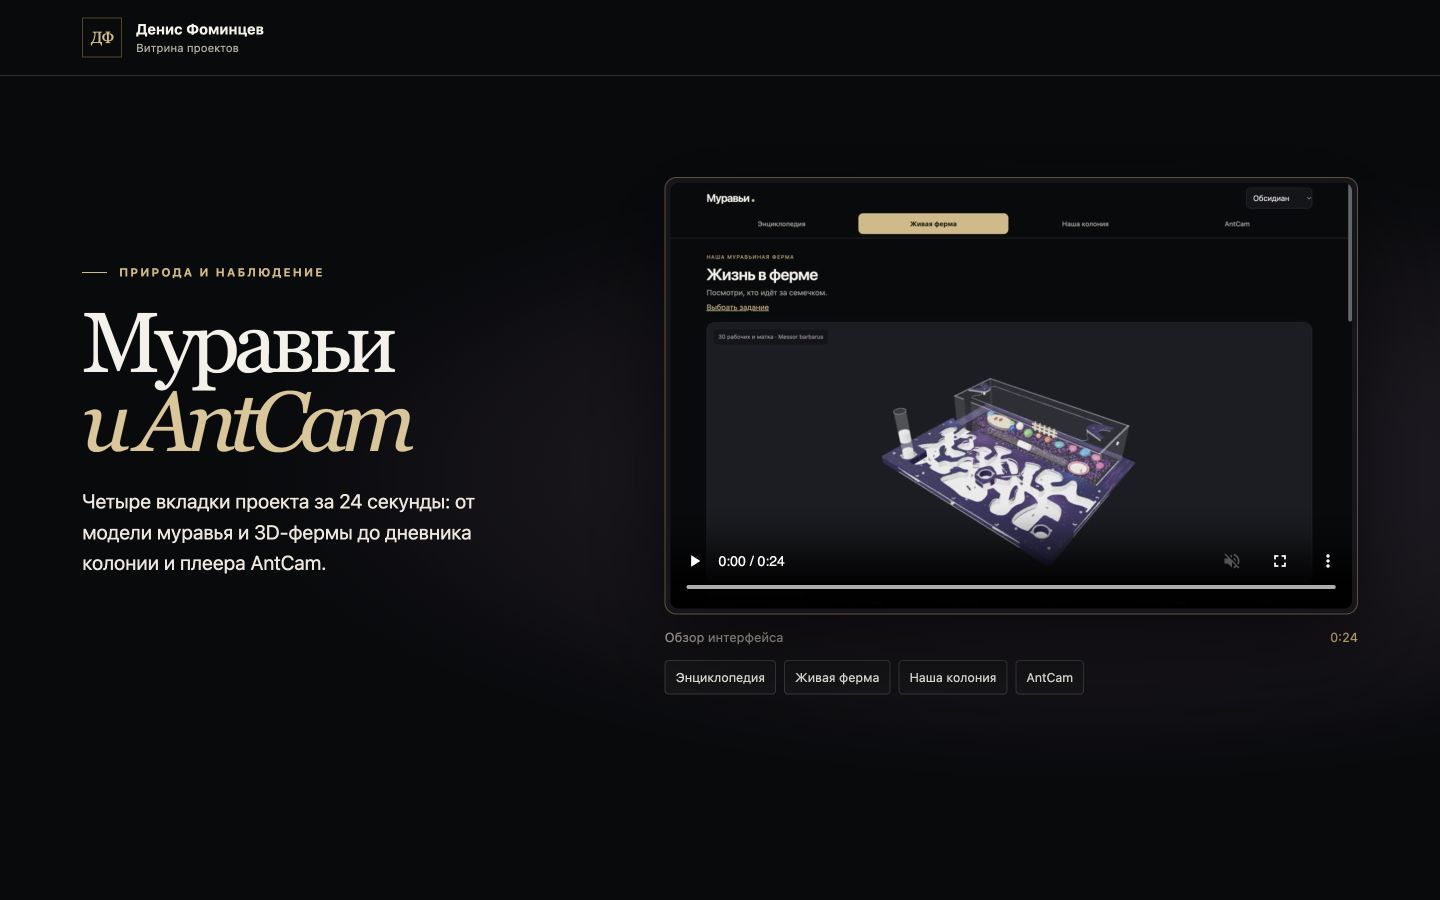 ДФ
Денис Фоминцев
Витрина проектов
ПРИРОДА И НАБЛЮДЕНИЕ
Муравьи
и AntCam
Четыре вкладки проекта за 24 секунды: от
модели муравья и 3D-фермы до дневника
колонии и плеера AntCam.
Муравьи.
Обсидиан
Энциклопедия
Живая ферма
Наша колония
AntCam
НАША МУРАВЬИНАЯ ФЕРМА
Жизнь в ферме
Посмотри, кто идёт за семечком.
Выбрать задание
30 рабочих и матка · Messor barbarus
0:00 / 0:24
Обзор интерфейса
0:24
Энциклопедия
Живая ферма
Наша колония
AntCam